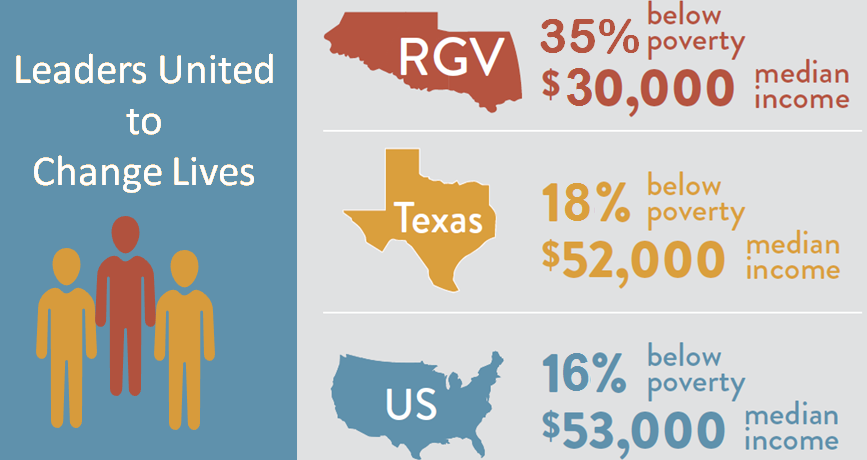 Leaders United
to
Change Lives
RGV
35% below poverty
$30,000 median income
Texas
18% below poverty
$52,000 median income
US
16% below poverty
$53,000 median income